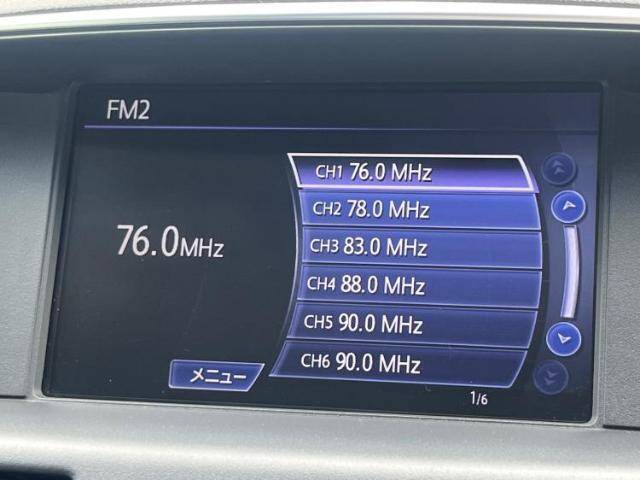 FM2
76.0MHz
CH1 76.0 MHz
CH2 78.0 MHz
CH3 83.0 MHz
CH4 88.0 MHz
CH5 90.0 MHz
CH6 90.0 MHz
メニュー
1/6